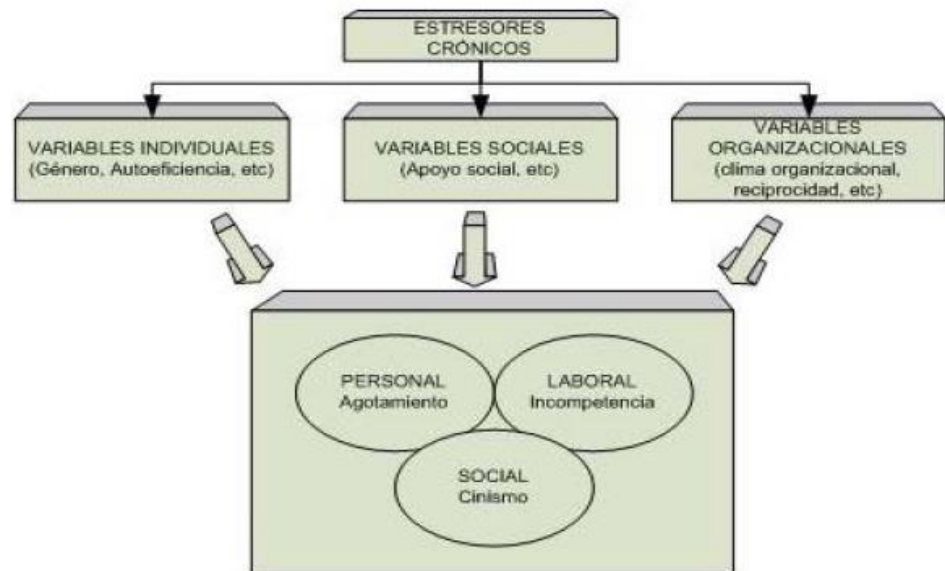 ESTRESORES
CRÓNICOS
VARIABLES INDIVIDUALES
(Género, Autoeficiencia, etc)
VARIABLES SOCIALES
(Apoyo social, etc)
VARIABLES
ORGANIZACIONALES
(clima organizacional,
reciprocidad, etc)
PERSONAL
Agotamiento
LABORAL
Incompetencia
SOCIAL
Cinismo